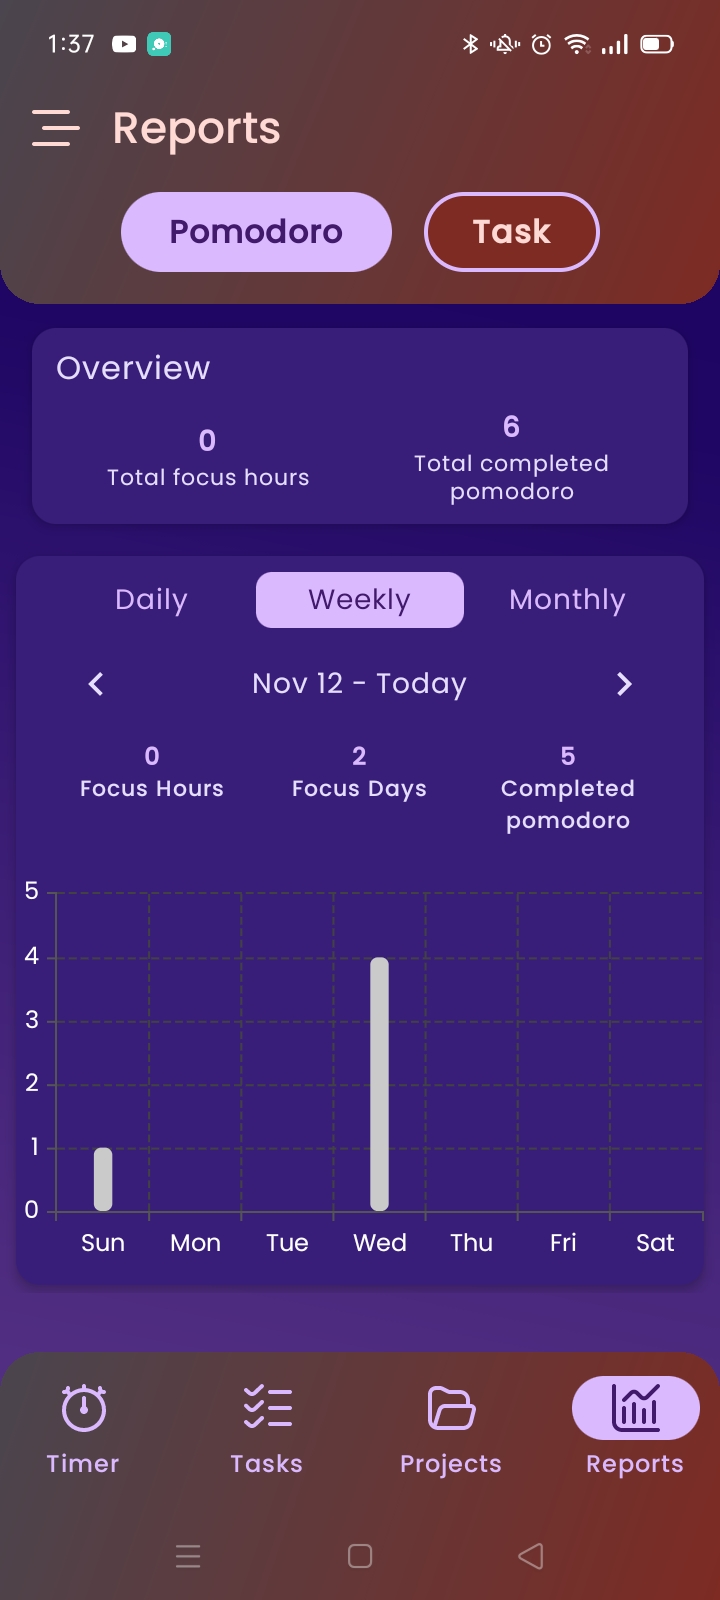 1:37
Reports
Pomodoro Task
Overview
0
Total focus hours
6
Total completed
pomodoro
Daily Weekly Monthly
Nov 12 - Today
0
Focus Hours
2
Focus Days
5
Completed
pomodoro
5
4
3
2
1
0
Sun Mon Tue Wed Thu Fri Sat
Timer Tasks Projects Reports